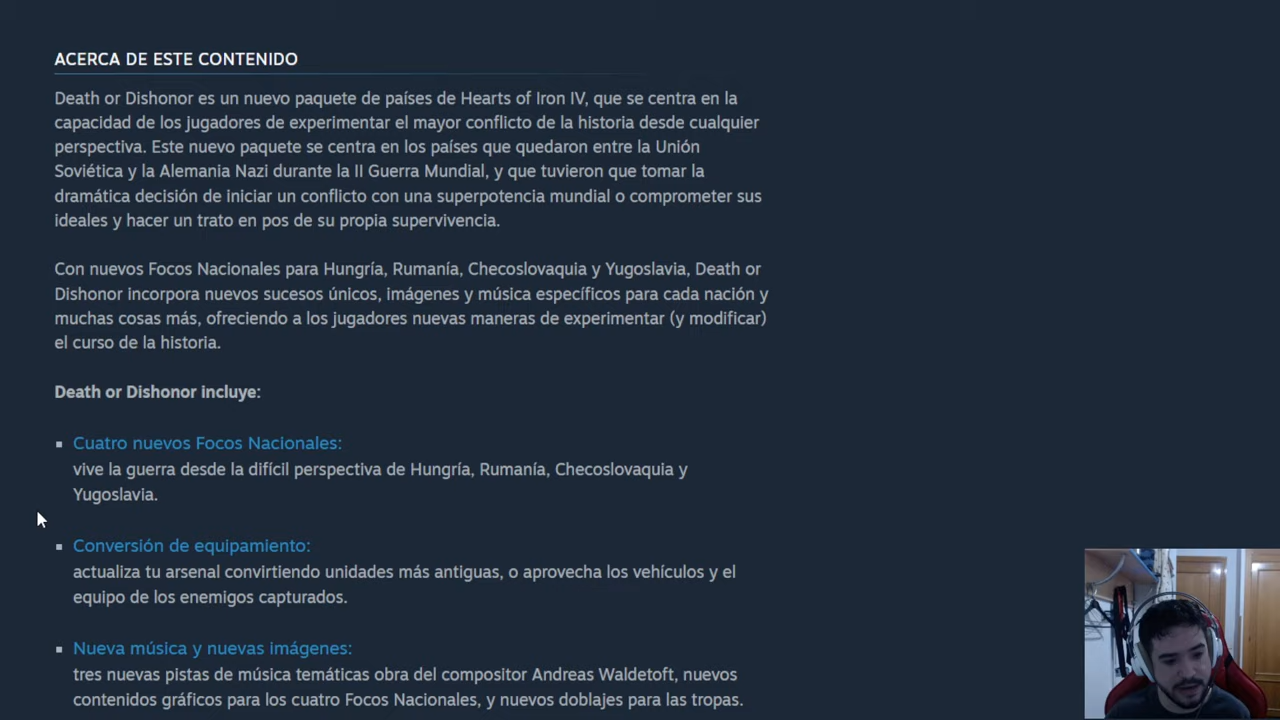 ACERCA DE ESTE CONTENIDO
Death or Dishonor es un nuevo paquete de países de Hearts of Iron IV, que se centra en la
capacidad de los jugadores de experimentar el mayor conflicto de la historia desde cualquier
perspectiva. Este nuevo paquete se centra en los países que quedaron entre la Unión
Soviética y la Alemania Nazi durante la II Guerra Mundial, y que tuvieron que tomar la
dramática decisión de iniciar un conflicto con una superpotencia mundial o comprometer sus
ideales y hacer un trato en pos de su propia supervivencia.
Con nuevos Focos Nacionales para Hungría, Rumanía, Checoslovaquia y Yugoslavia, Death or
Dishonor incorpora nuevos sucesos únicos, imágenes y música específicos para cada nación y
muchas cosas más, ofreciendo a los jugadores nuevas maneras de experimentar (y modificar)
el curso de la historia.
Death or Dishonor incluye:
Cuatro nuevos Focos Nacionales:
vive la guerra desde la difícil perspectiva de Hungría, Rumanía, Checoslovaquia y
Yugoslavia.
Conversión de equipamiento:
actualiza tu arsenal convirtiendo unidades más antiguas, o aprovecha los vehículos y el
equipo de los enemigos capturados.
Nueva música y nuevas imágenes:
tres nuevas pistas de música temáticas obra del compositor Andreas Waldetoft, nuevos
contenidos gráficos para los cuatro Focos Nacionales, y nuevos doblajes para las tropas.